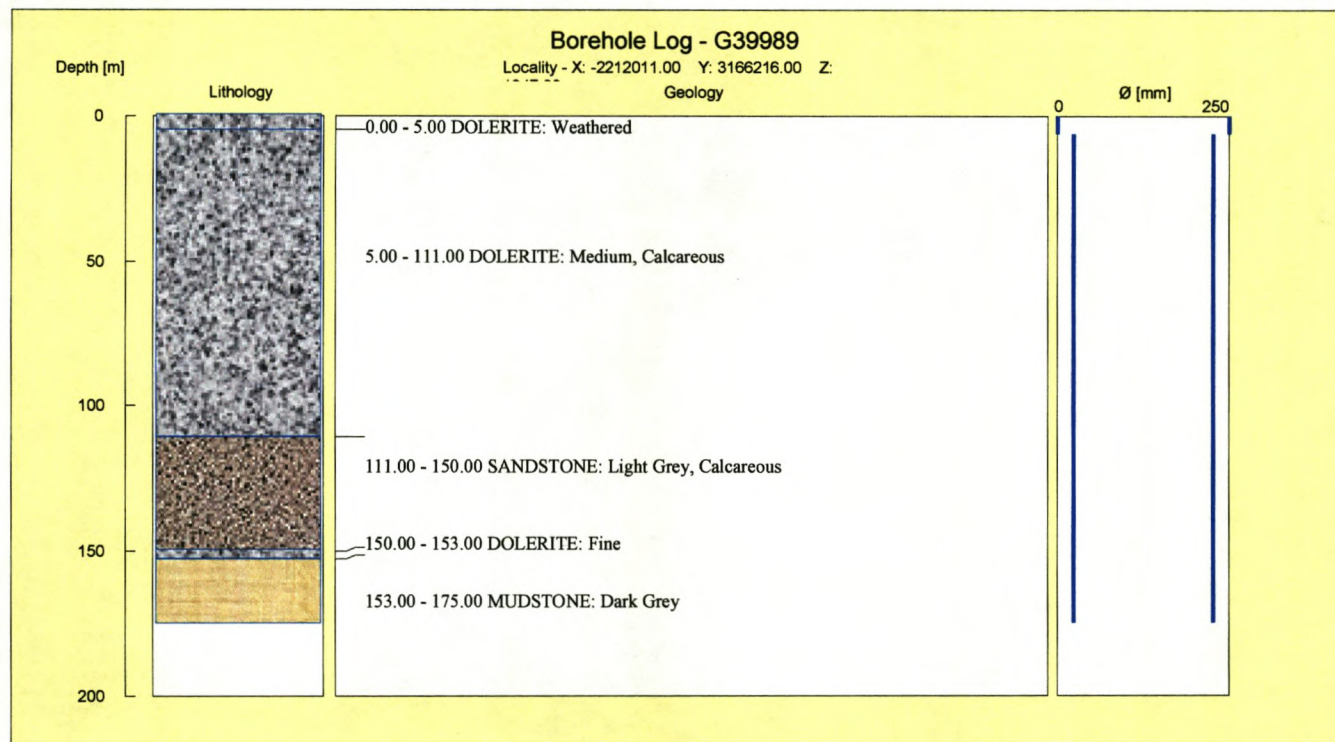 Borehole Log - G39989
Depth [m]
Locality - X: -2212011.00 Y: 3166216.00 Z:
Lithology
Geology
Ø [mm]
0 250
0
50
100
150
200
0.00 - 5.00 DOLERITE: Weathered
5.00 - 111.00 DOLERITE: Medium, Calcareous
111.00 - 150.00 SANDSTONE: Light Grey, Calcareous
150.00 - 153.00 DOLERITE: Fine
153.00 - 175.00 MUDSTONE: Dark Grey